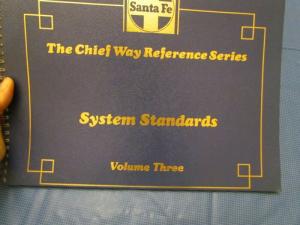 Santa Fe
The Chief Way Reference Series
System Standards
Volume Three